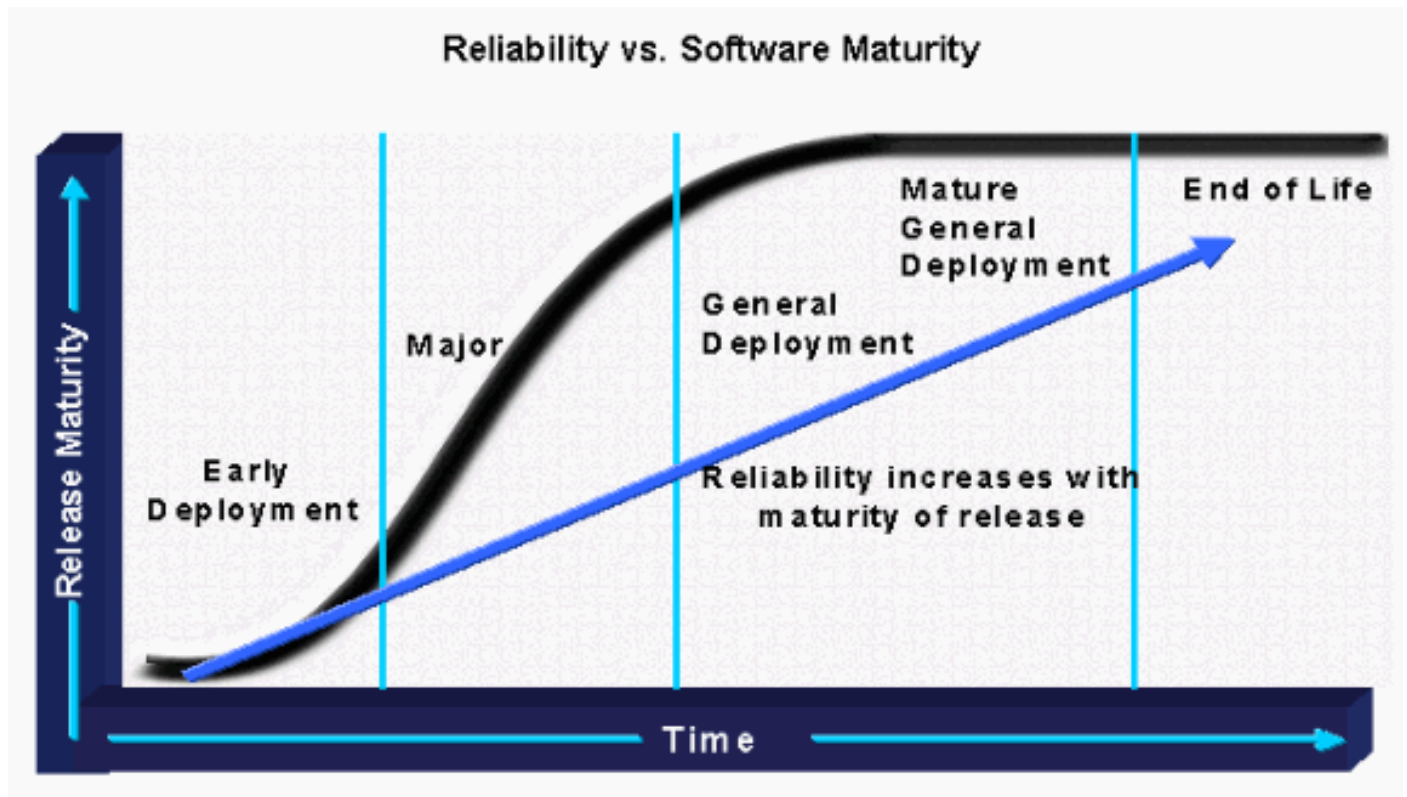 Reliability vs. Software Maturity
Release Maturity
Early
Deployment
Major
General
Deployment
Mature
General
Deployment
End of Life
Reliability increases with
maturity of release
Time